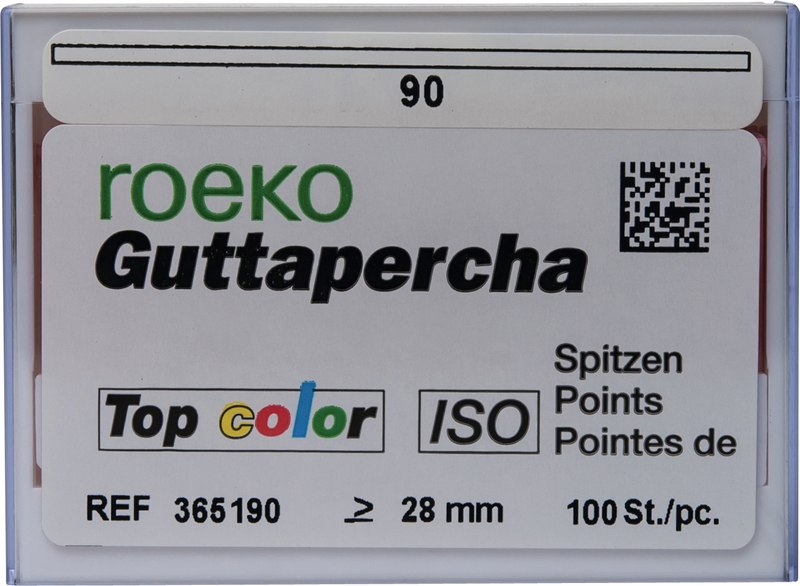 90
roeko
Guttapercha
Top color
ISO
Spitzen
Points
Pointes de
REF 365190 ≥ 28 mm 100 St./pc.